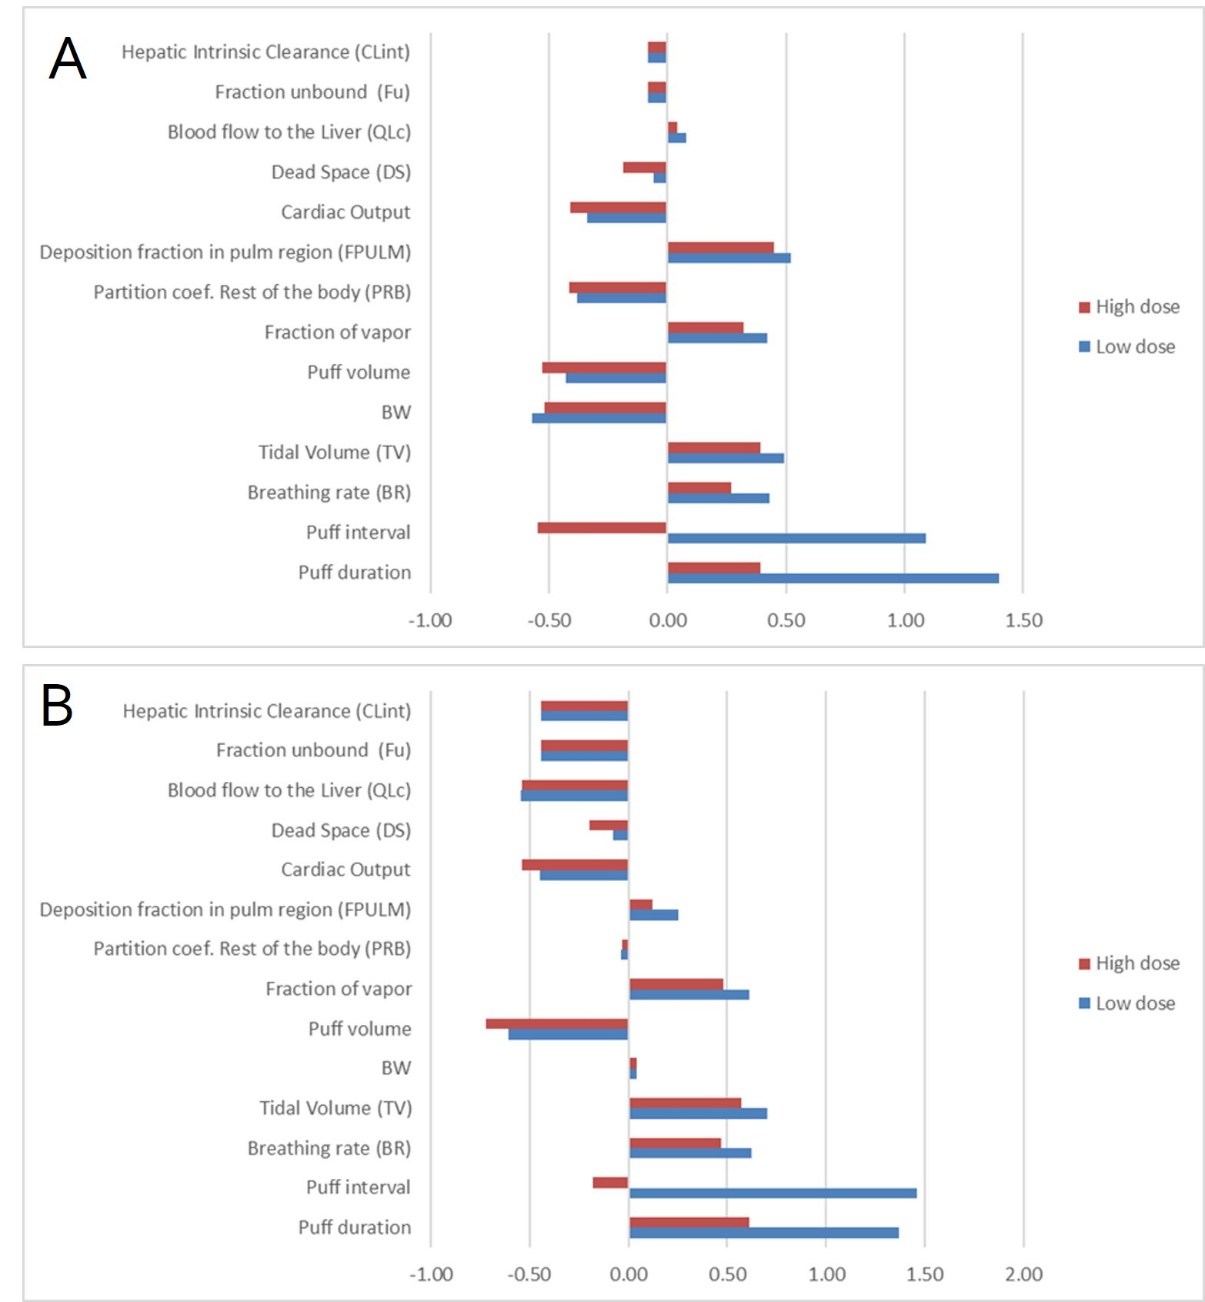 A
Hepatic Intrinsic Clearance (CLint)
Fraction unbound (Fu)
Blood flow to the Liver (QLc)
Dead Space (DS)
Cardiac Output
Deposition fraction in pulm region (FPULM)
Partition coef. Rest of the body (PRB)
Fraction of vapor
Puff volume
BW
Tidal Volume (TV)
Breathing rate (BR)
Puff interval
Puff duration
High dose
Low dose
-1.00 -0.50 0.00 0.50 1.00 1.50
B
Hepatic Intrinsic Clearance (CLint)
Fraction unbound (Fu)
Blood flow to the Liver (QLc)
Dead Space (DS)
Cardiac Output
Deposition fraction in pulm region (FPULM)
Partition coef. Rest of the body (PRB)
Fraction of vapor
Puff volume
BW
Tidal Volume (TV)
Breathing rate (BR)
Puff interval
Puff duration
High dose
Low dose
-1.00 -0.50 0.00 0.50 1.00 1.50 2.00